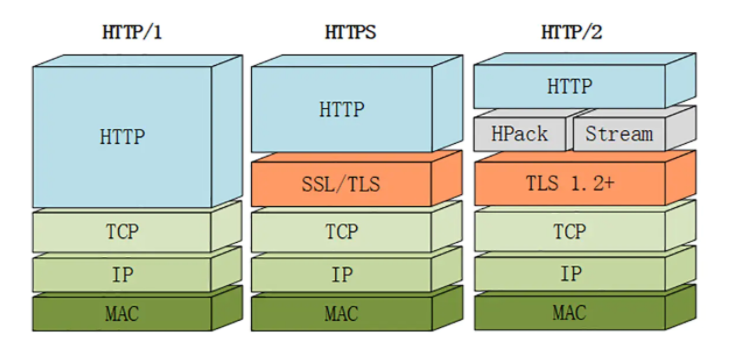 HTTP/1 HTTPS HTTP/2
HTTP HTTP HTTP
HPack Stream
SSL/TLS TLS 1.2+
TCP TCP TCP
IP IP IP
MAC MAC MAC